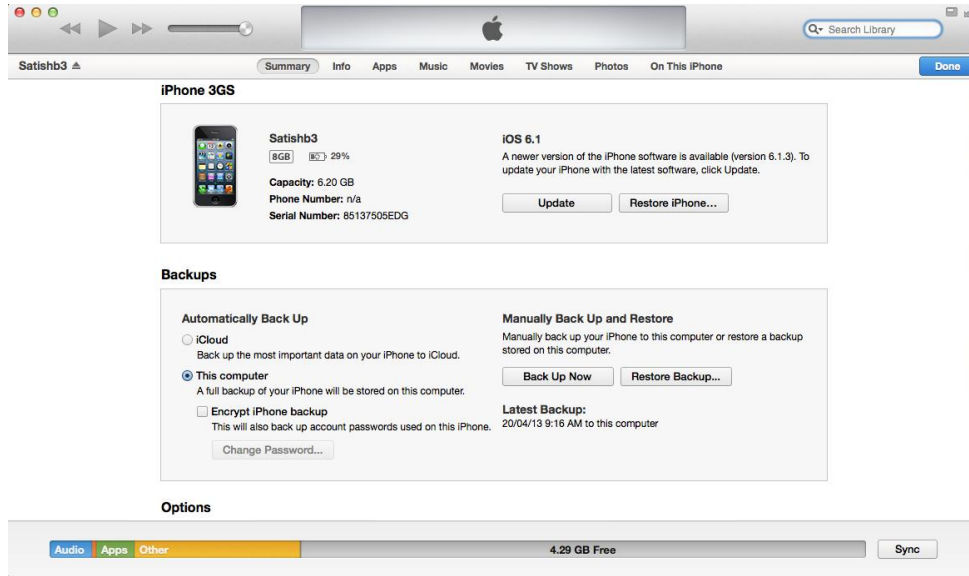 Search Library
Satishb3
Summary Info Apps Music Movies TV Shows Photos On This iPhone
Done
iPhone 3GS
Satishb3
8GB 29%
Capacity: 6.20 GB
Phone Number: n/a
Serial Number: 85137505EDG
iOS 6.1
A newer version of the iPhone software is available (version 6.1.3). To
update your iPhone with the latest software, click Update.
Update Restore iPhone...
Backups
Automatically Back Up
iCloud
Back up the most important data on your iPhone to iCloud.
This computer
A full backup of your iPhone will be stored on this computer.
Encrypt iPhone backup
This will also back up account passwords used on this iPhone.
Change Password...
Manually Back Up and Restore
Manually back up your iPhone to this computer or restore a backup
stored on this computer.
Back Up Now Restore Backup...
Latest Backup:
20/04/13 9:16 AM to this computer
Options
Audio Apps Other 4.29 GB Free Sync